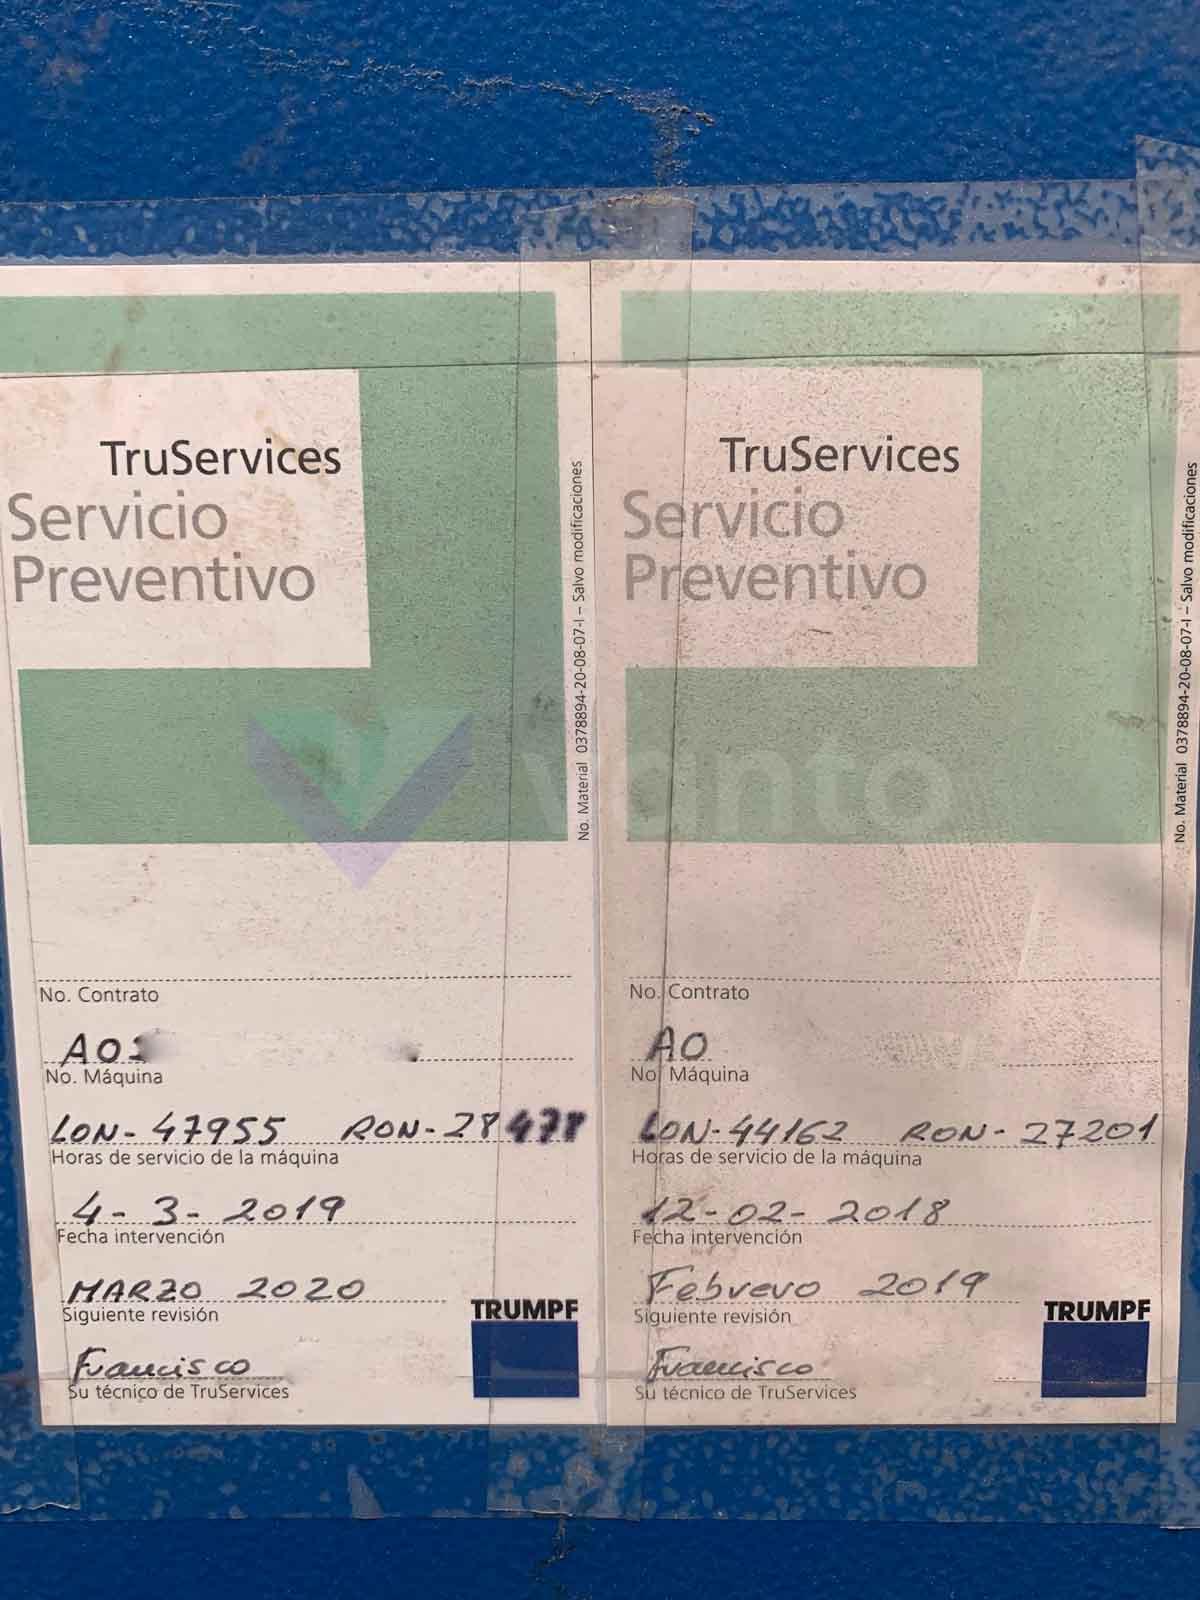 TruServices
Servicio
Preventivo
No. Material 0378894-20-08-07-I – Salvo modificaciones
No. Contrato
No. Máquina
LON-47955 RON-28478
Horas de servicio de la máquina
4-3-2019
Fecha intervención
MARZO 2020
Siguiente revisión
TRUMPF
Francisco
Su técnico de TruServices
TruServices
Servicio
Preventivo
No. Material 0378894-20-08-07-I – Salvo modificaciones
No. Contrato
AO
No. Máquina
LON-44162 RON-27201
Horas de servicio de la máquina
12-02-2018
Fecha intervención
Febrero 2019
Siguiente revisión
TRUMPF
Francisco
Su técnico de TruServices
vanto